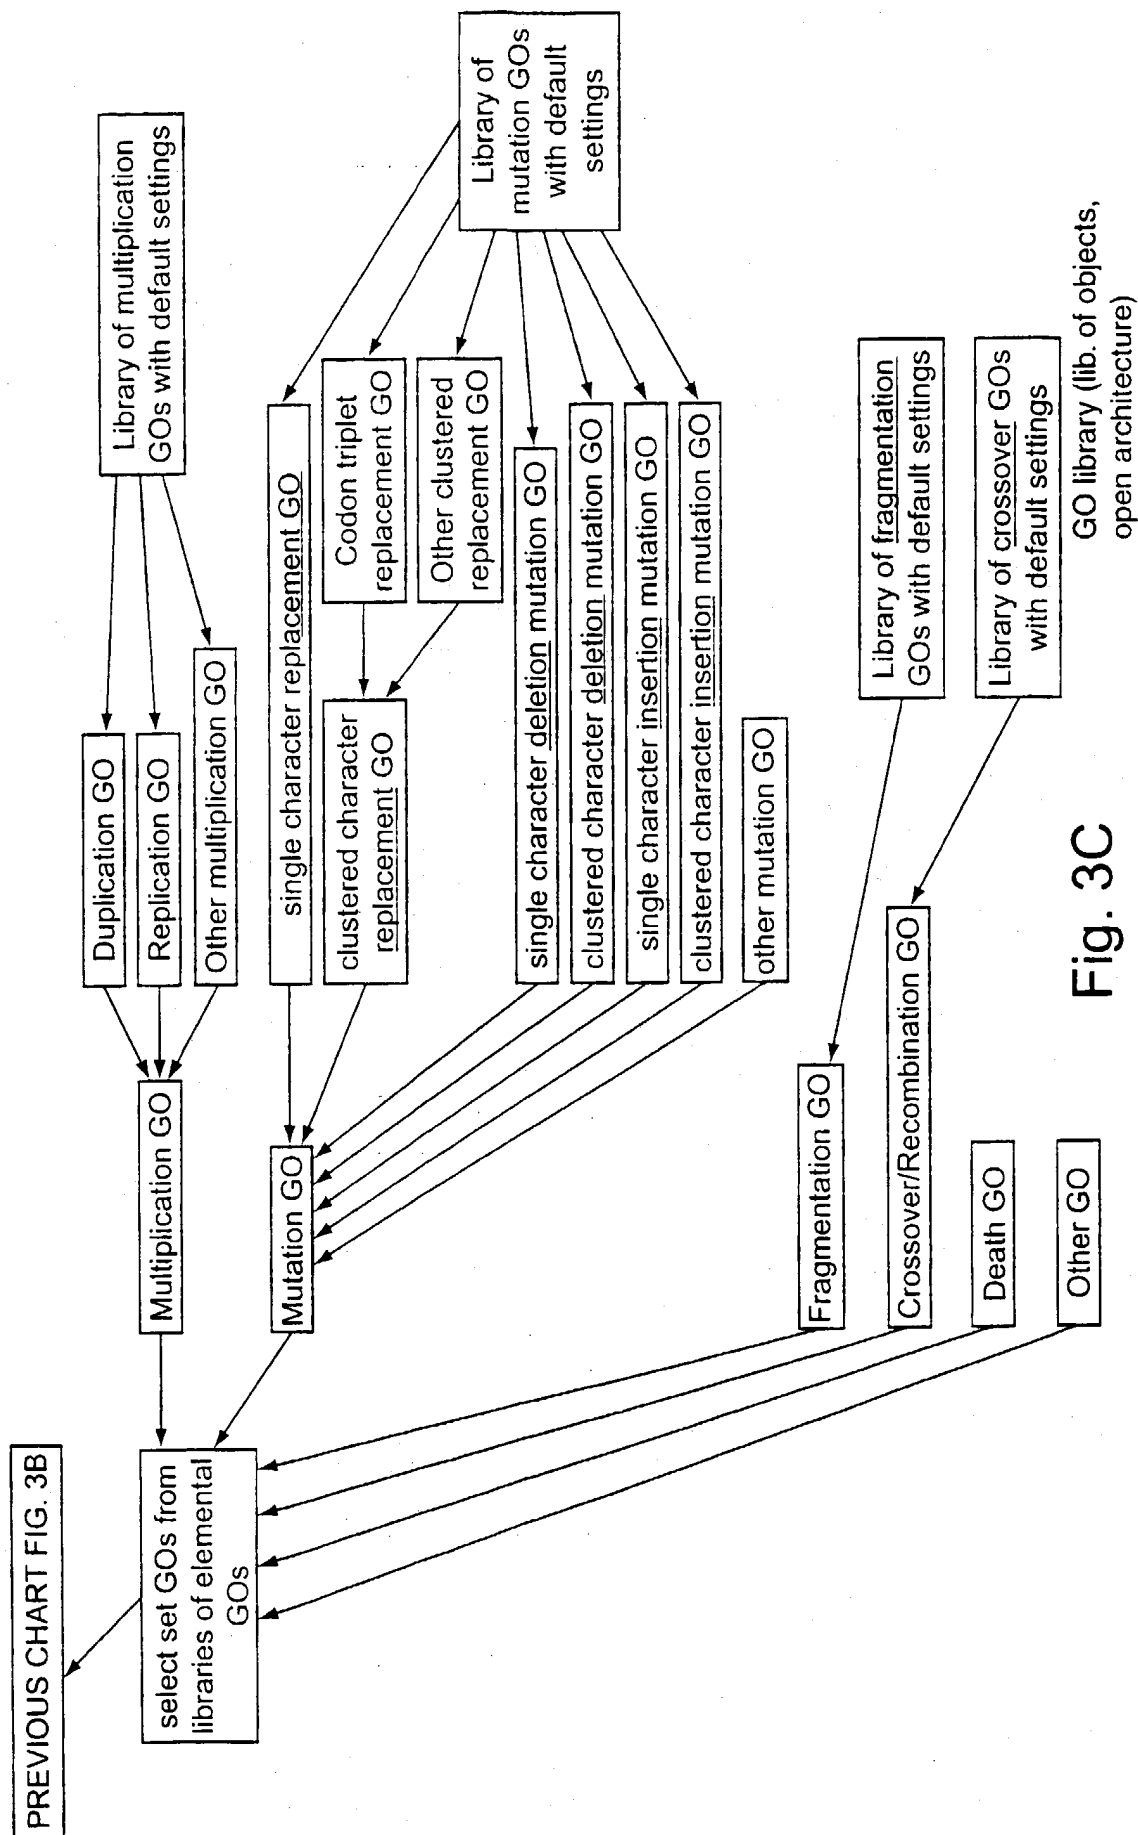 PREVIOUS CHART FIG. 3B
select set GOs from
libraries of elemental
GOs
Multiplication GO
Duplication GO
Replication GO
Other multiplication GO
Library of multiplication
GOs with default settings
Mutation GO
single character replacement GO
clustered character
replacement GO
Codon triplet
replacement GO
Other clustered
replacement GO
Library of
mutation GOs
with default
settings
single character deletion mutation GO
clustered character deletion mutation GO
single character insertion mutation GO
clustered character insertion mutation GO
other mutation GO
Fragmentation GO
Library of fragmentation
GOs with default settings
Crossover/Recombination GO
Library of crossover GOs
with default settings
Death GO
Other GO
GO library (lib. of objects,
open architecture)
Fig. 3C